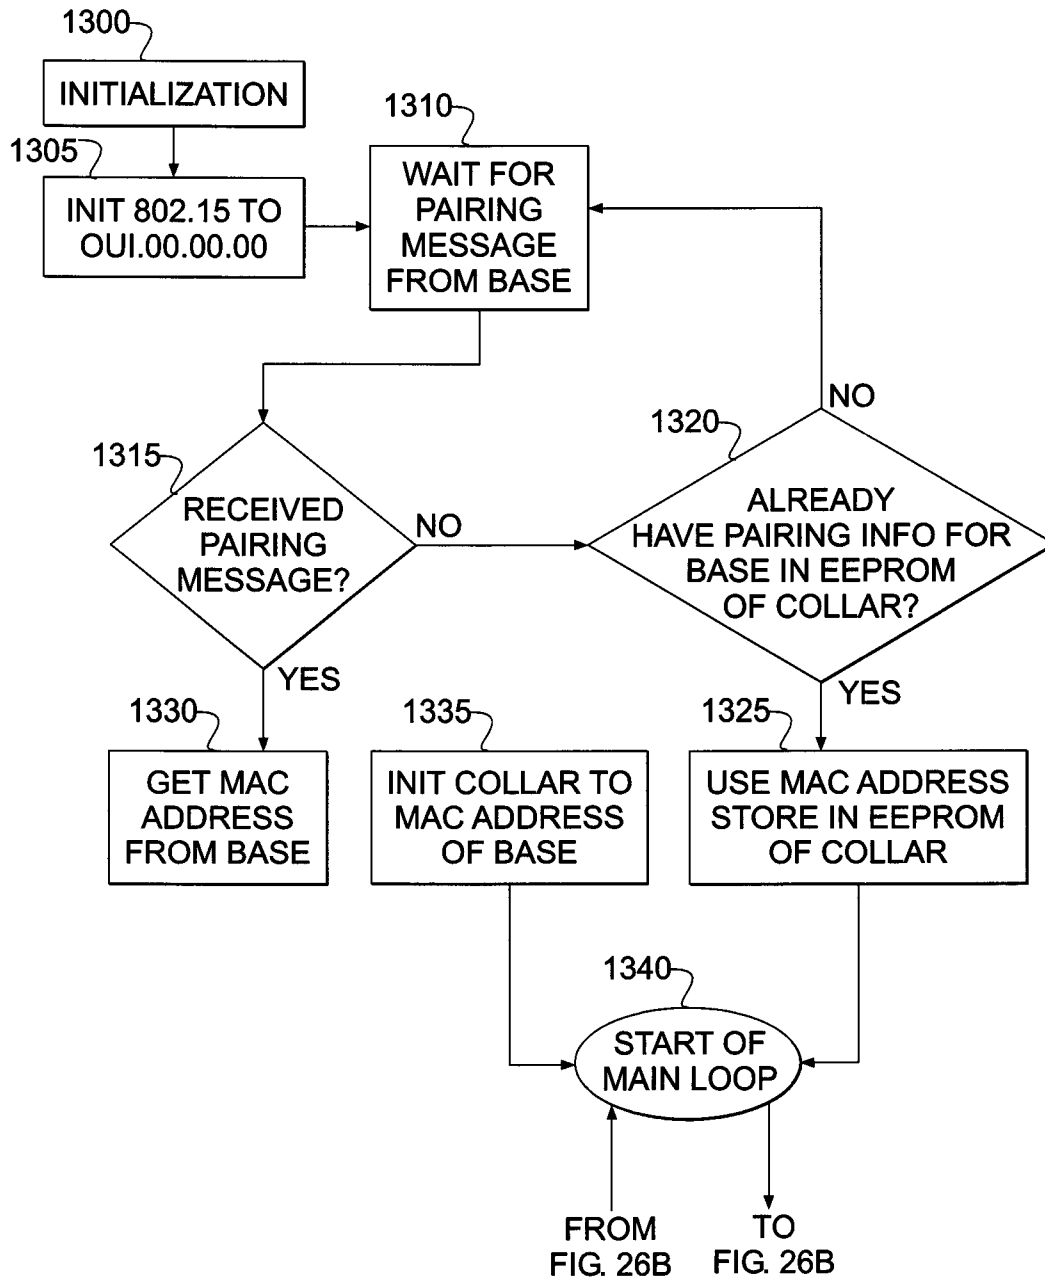 1300
INITIALIZATION
1305
INIT 802.15 TO
OUI.00.00.00
1310
WAIT FOR
PAIRING
MESSAGE
FROM BASE
1315
RECEIVED
PAIRING
MESSAGE?
NO
YES
1320
NO
ALREADY
HAVE PAIRING INFO FOR
BASE IN EEPROM
OF COLLAR?
YES
1330
GET MAC
ADDRESS
FROM BASE
1335
INIT COLLAR TO
MAC ADDRESS
OF BASE
1325
USE MAC ADDRESS
STORE IN EEPROM
OF COLLAR
1340
START OF
MAIN LOOP
FROM
FIG. 26B
TO
FIG. 26B